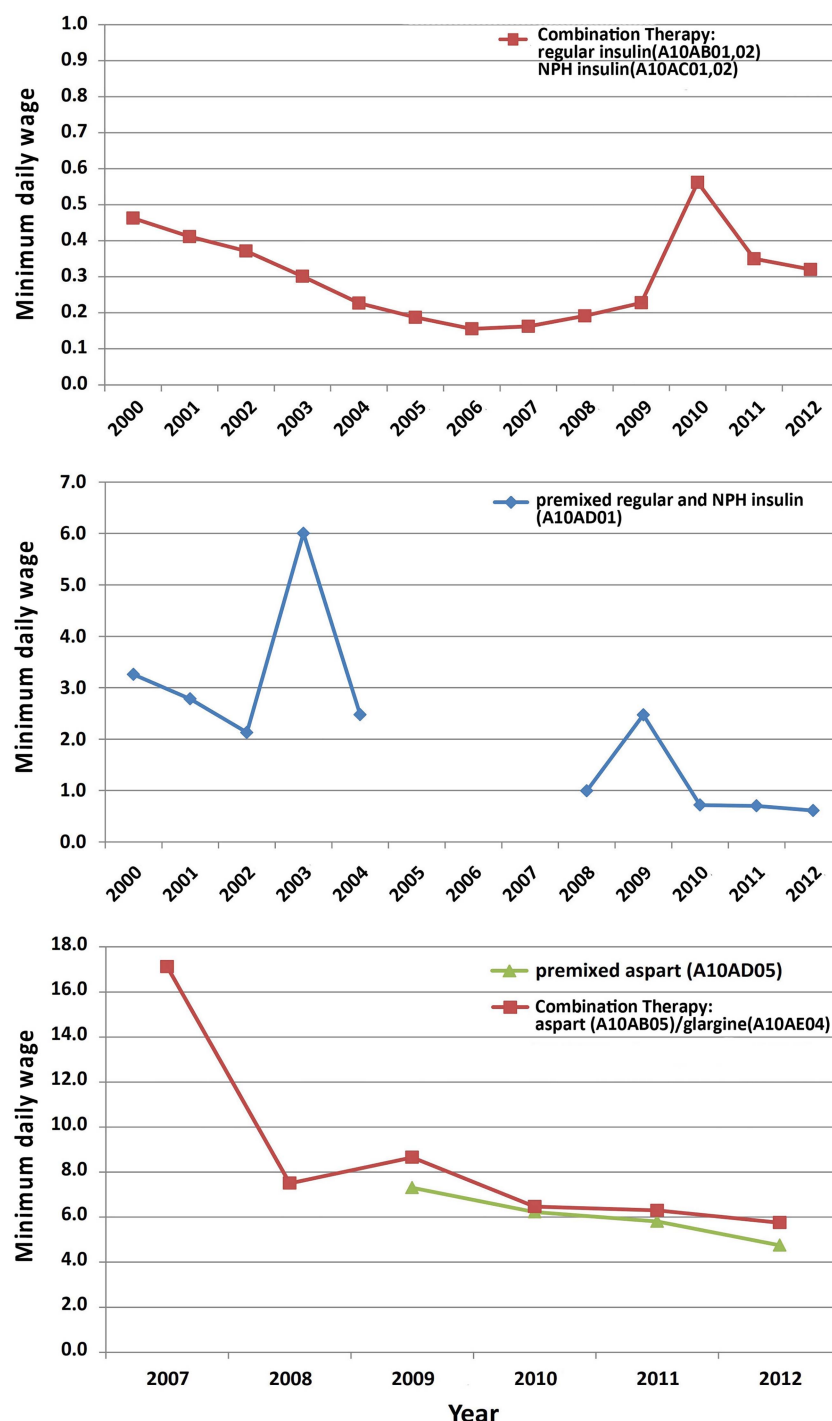 1.0
0.9
0.8
0.7
0.6
0.5
0.4
0.3
0.2
0.1
0.0
Minimum daily wage
Combination Therapy:
regular insulin(A10AB01,02)
NPH insulin(A10AC01,02)
2000 2001 2002 2003 2004 2005 2006 2007 2008 2009 2010 2011 2012
7.0
6.0
5.0
4.0
3.0
2.0
1.0
0.0
Minimum daily wage
premixed regular and NPH insulin
(A10AD01)
2000 2001 2002 2003 2004 2005 2006 2007 2008 2009 2010 2011 2012
18.0
16.0
14.0
12.0
10.0
8.0
6.0
4.0
2.0
0.0
Minimum daily wage
premixed aspart (A10AD05)
Combination Therapy:
aspart (A10AB05)/glargine(A10AE04)
2007 2008 2009 2010 2011 2012
Year